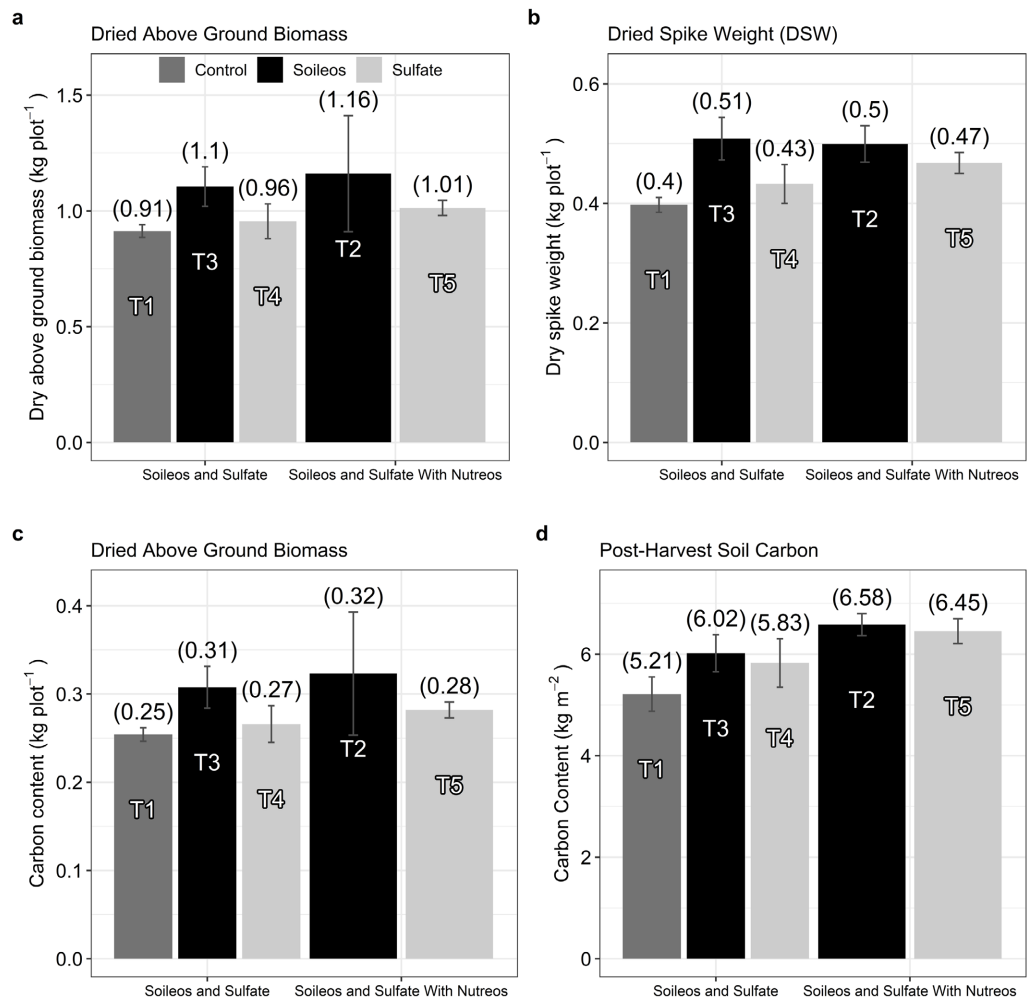 a
Dried Above Ground Biomass
Control Soileos Sulfate
Dry above ground biomass (kg plot⁻¹ )
1.5
1.0
0.5
0.0
(0.91)
(1.1)
(0.96)
(1.16)
(1.01)
T1
T3
T4
T2
T5
Soileos and Sulfate
Soileos and Sulfate With Nutreos
b
Dried Spike Weight (DSW)
Dry spike weight (kg plot⁻¹ )
0.6
0.4
0.2
0.0
(0.4)
(0.51)
(0.43)
(0.5)
(0.47)
T1
T3
T4
T2
T5
Soileos and Sulfate
Soileos and Sulfate With Nutreos
c
Dried Above Ground Biomass
Carbon content (kg plot⁻¹ )
0.4
0.3
0.2
0.1
0.0
(0.25)
(0.31)
(0.27)
(0.32)
(0.28)
T1
T3
T4
T2
T5
Soileos and Sulfate
Soileos and Sulfate With Nutreos
d
Post-Harvest Soil Carbon
Carbon Content (kg m⁻² )
6
4
2
0
(5.21)
(6.02)
(5.83)
(6.58)
(6.45)
T1
T3
T4
T2
T5
Soileos and Sulfate
Soileos and Sulfate With Nutreos